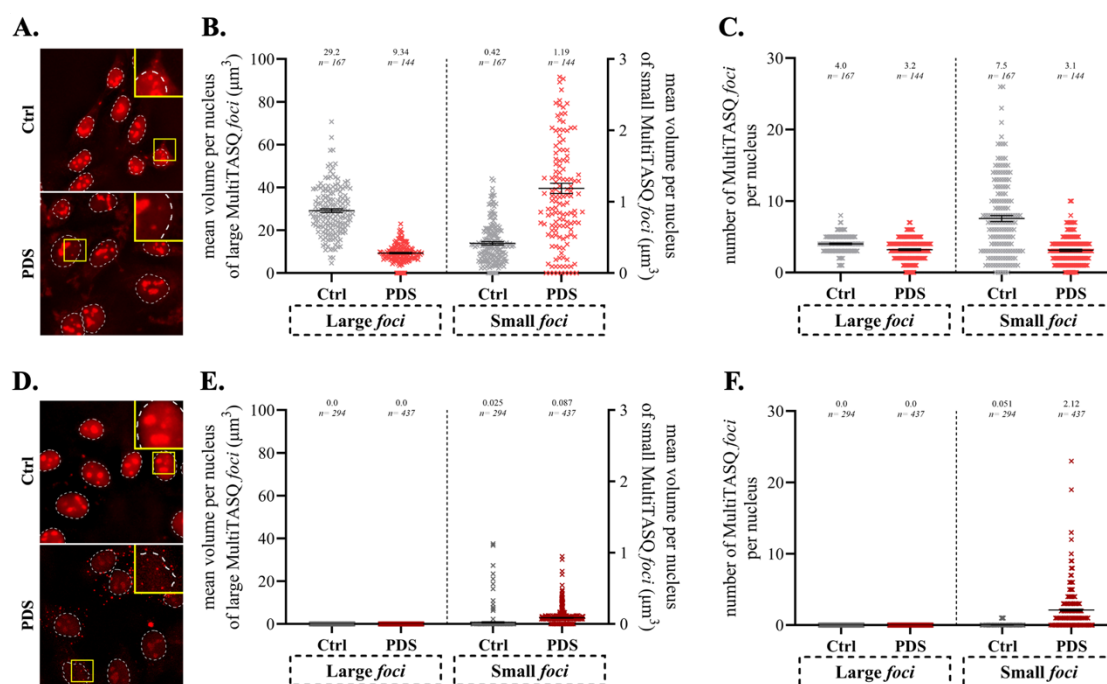 A.
Ctrl
PDS
B.
mean volume per nucleus
of large MultiTASQ foci (μm³)
100
80
60
40
20
0
29.2
n= 167
9.34
n= 144
0.42
n= 167
1.19
n= 144
3
2
1
0
mean volume per nucleus
of small MultiTASQ foci (μm³)
Ctrl PDS Ctrl PDS
Large foci Small foci
C.
number of MultiTASQ foci
per nucleus
30
20
10
0
4.0
n= 167
3.2
n= 144
7.5
n= 167
3.1
n= 144
Ctrl PDS Ctrl PDS
Large foci Small foci
D.
Ctrl
PDS
E.
mean volume per nucleus
of large MultiTASQ foci (μm³)
100
80
60
40
20
0
0.0
n= 294
0.0
n= 437
0.025
n= 294
0.087
n= 437
3
2
1
0
mean volume per nucleus
of small MultiTASQ foci (μm³)
Ctrl PDS Ctrl PDS
Large foci Small foci
F.
number of MultiTASQ foci
per nucleus
30
20
10
0
0.0
n= 294
0.0
n= 437
0.051
n= 294
2.12
n= 437
Ctrl PDS Ctrl PDS
Large foci Small foci